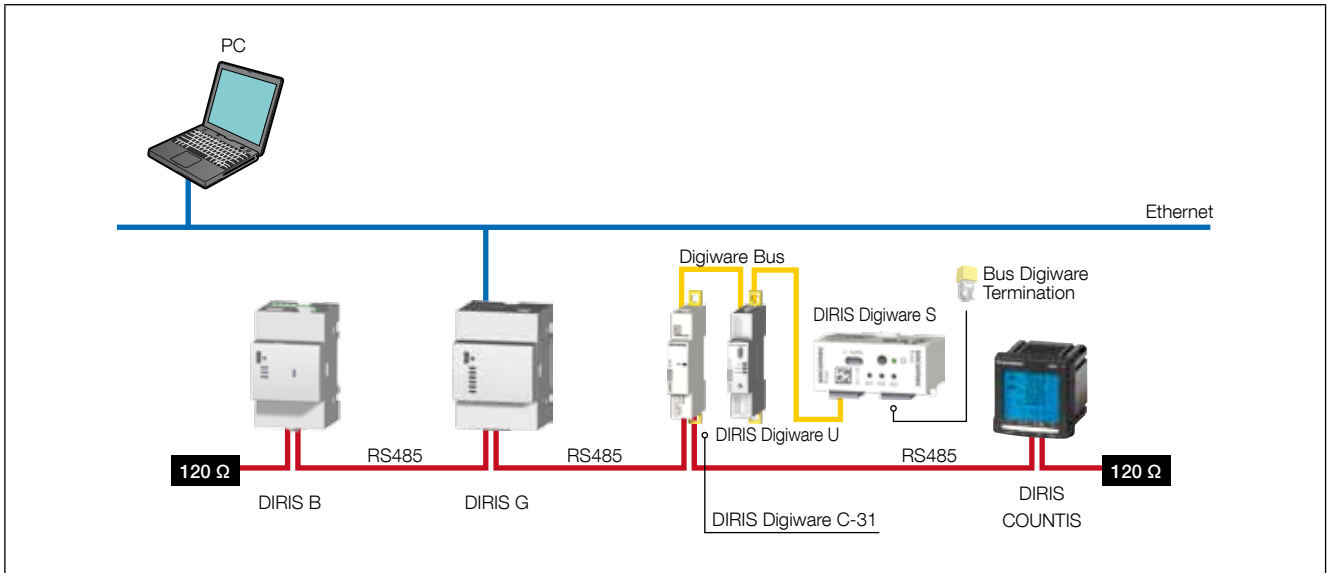 PC
Ethernet
Digiware Bus
Bus Digiware
Termination
DIRIS Digiware S
DIRIS Digiware U
RS485
RS485
RS485
120 Ω
120 Ω
DIRIS B
DIRIS G
DIRIS
COUNTIS
DIRIS Digiware C-31